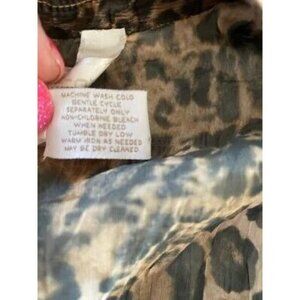 MACHINE WASH COLD
GENTLE CYCLE
SEPARATELY ONLY
NON-CHLORINE BLEACH
WHEN NEEDED
TUMBLE DRY LOW
WARM IRON AS NEEDED
MAY BE DRY CLEANED